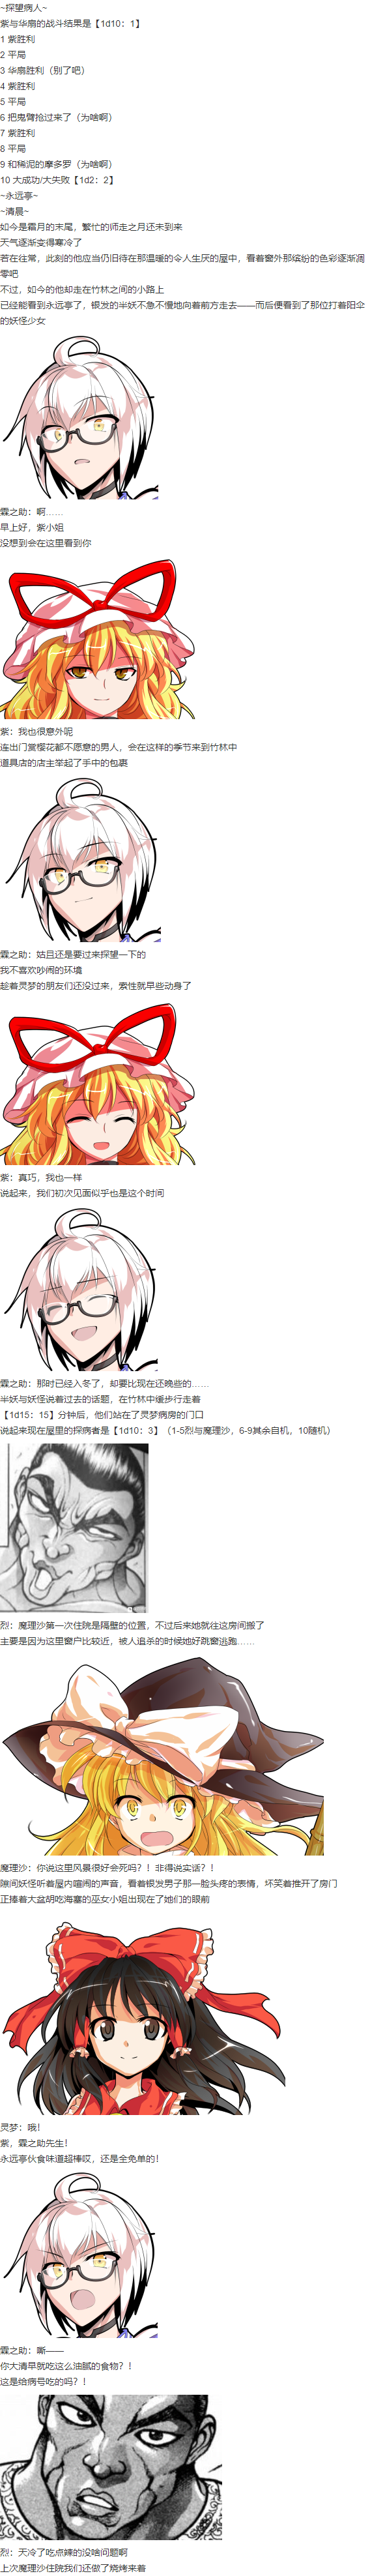 ~探望病人~
紫与华扇的战斗结果是【1d10：1】
1 紫胜利
2 平局
3 华扇胜利（别了吧）
4 紫胜利
5 平局
6 把鬼臂抢过来了（为啥啊）
7 紫胜利
8 平局
9 和稀泥的摩多罗（为啥啊）
10 大成功/大失败【1d2：2】
~永远亭~
~清晨~
如今是霜月的末尾，繁忙的师走之月还未到来
天气逐渐变得寒冷了
若在往常，此刻的他应当仍旧待在那温暖的令人生厌的屋中，看着窗外那缤纷的色彩逐渐凋
零吧
不过，如今的他却走在竹林之间的小路上
已经能看到永远亭了，银发的半妖不急不慢地向着前方走去——而后便看到了那位打着阳伞
的妖怪少女
霖之助：啊……
早上好，紫小姐
没想到会在这里看到你
紫：我也很意外呢
连出门赏樱花都不愿意的男人，会在这样的季节来到竹林中
道具店的店主举起了手中的包裹
霖之助：姑且还是要过来探望一下的
我不喜欢吵闹的环境
趁着灵梦的朋友们还没过来，索性就早些动身了
紫：真巧，我也一样
说起来，我们初次见面似乎也是这个时间
霖之助：那时已经入冬了，却要比现在还晚些的……
半妖与妖怪说着过去的话题，在竹林中缓步行走着
【1d15：15】分钟后，他们站在了灵梦病房的门口
说起来现在屋里的探病者是【1d10：3】（1-5烈与魔理沙，6-9其余自机，10随机）
烈：魔理沙第一次住院是隔壁的位置，不过后来她就往这房间搬了
主要是因为这里窗户比较近，被人追杀的时候她好跳窗逃跑……
魔理沙：你说这里风景很好会死吗？！非得说实话？！
隙间妖怪听着屋内喧闹的声音，看着银发男子那一脸头疼的表情，坏笑着推开了房门
正捧着大盆胡吃海塞的巫女小姐出现在了她们的眼前
灵梦：哦！
紫，霖之助先生！
永远亭伙食味道超棒哎，还是全免单的！
霖之助：嘶——
你大清早就吃这么油腻的食物？！
这是给病号吃的吗？！
烈：天冷了吃点辣的没啥问题啊
上次魔理沙住院我们还做了烧烤来着